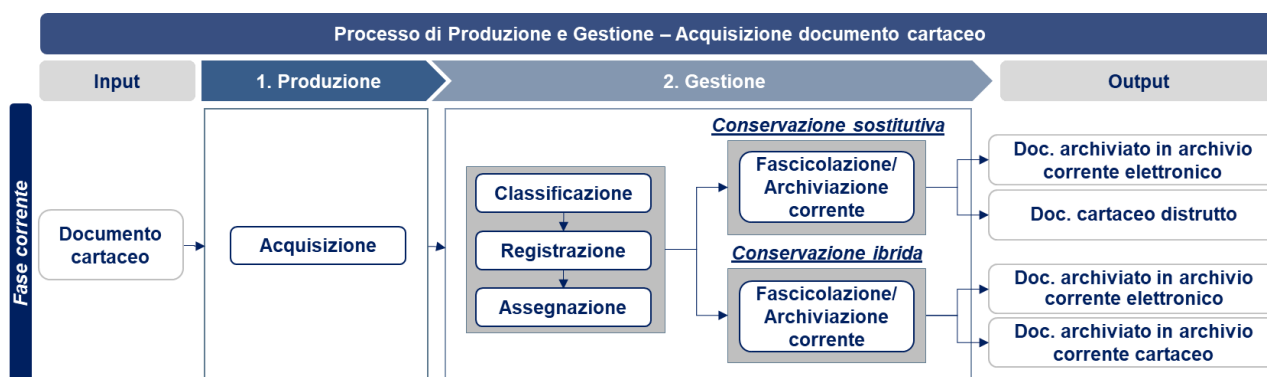 Processo di Produzione e Gestione – Acquisizione documento cartaceo
Input
1. Produzione
2. Gestione
Output
Fase corrente
Documento
cartaceo
Acquisizione
Classificazione
Registrazione
Assegnazione
Conservazione sostitutiva
Fascicolazione/
Archiviazione
corrente
Conservazione ibrida
Fascicolazione/
Archiviazione
corrente
Doc. archiviato in archivio
corrente elettronico
Doc. cartaceo distrutto
Doc. archiviato in archivio
corrente elettronico
Doc. archiviato in archivio
corrente cartaceo